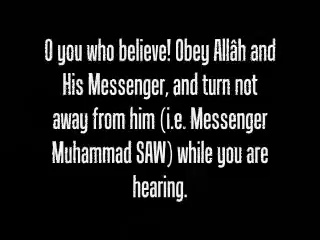 O you who believe! Obey Allâh and
His Messenger, and turn not
away from him (i.e. Messenger
Muhammad SAW) while you are
hearing.